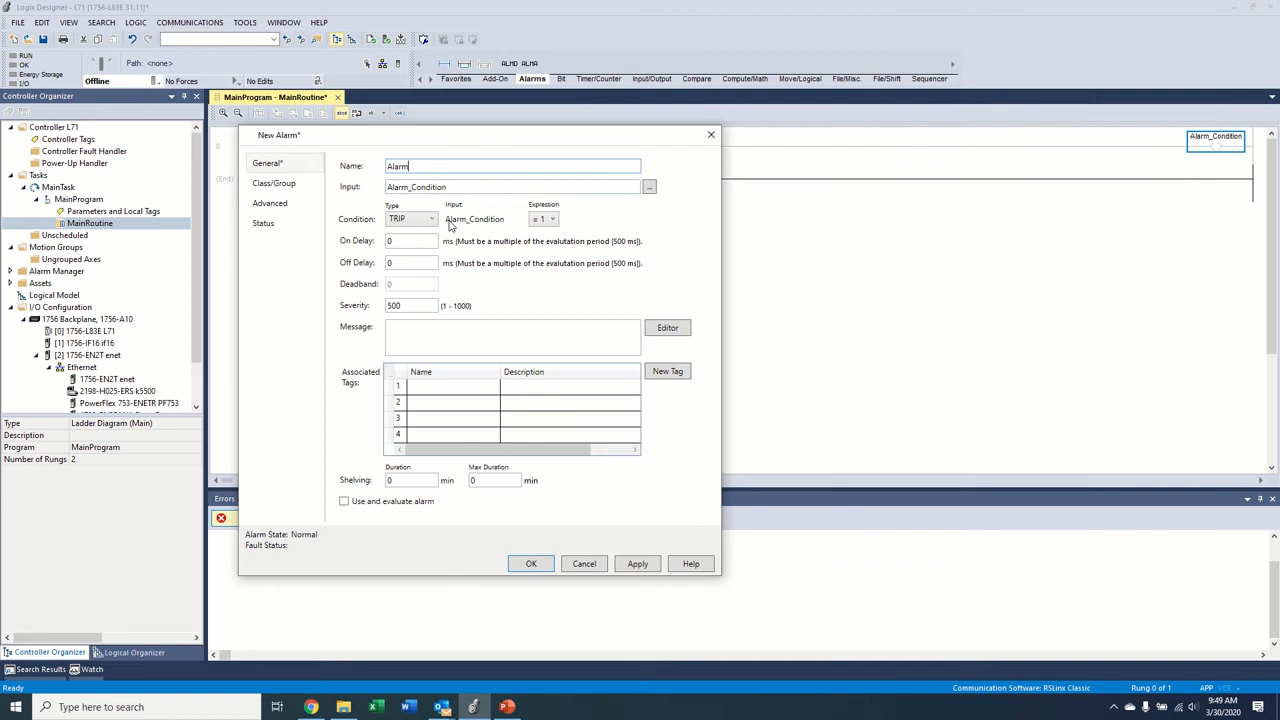 Logix Designer - L71 [1756-L83E 31.11]*
FILE EDIT VIEW SEARCH LOGIC COMMUNICATIONS TOOLS WINDOW HELP
RUN
OK
Energy Storage
I/O
Offline
No Forces
No Edits
Path: <none>
ALMD ALMA
Favorites Add-On Alarms Bit Timer/Counter Input/Output Compare Compute/Math Move/Logical File/Misc. File/Shift Sequencer
Controller Organizer
MainProgram - MainRoutine*
Controller L71
Controller Tags
Controller Fault Handler
Power-Up Handler
Tasks
MainTask
MainProgram
Parameters and Local Tags
MainRoutine
Unscheduled
Motion Groups
Ungrouped Axes
Alarm Manager
Assets
Logical Model
I/O Configuration
1756 Backplane, 1756-A10
[0] 1756-L83E L71
[1] 1756-IF16 if16
[2] 1756-EN2T enet
Ethernet
1756-EN2T enet
2198-H025-ERS k5500
PowerFlex 753-ENETR PF753
Type Ladder Diagram (Main)
Description
Program MainProgram
Number of Rungs 2
Controller Organizer Logical Organizer
0
(End)
Alarm_Condition
New Alarm*
General*
Class/Group
Advanced
Status
Name: Alarm
Input: Alarm_Condition ...
Type Input: Expression
Condition: TRIP Alarm_Condition = 1
On Delay: 0 ms (Must be a multiple of the evalutation period [500 ms]).
Off Delay: 0 ms (Must be a multiple of the evalutation period [500 ms]).
Deadband: 0
Severity: 500 (1 - 1000)
Message: Editor
Associated Tags: Name Description New Tag
1
2
3
4
Duration Max Duration
Shelving: 0 min 0 min
Use and evaluate alarm
Alarm State: Normal
Fault Status:
OK Cancel Apply Help
Errors
Search Results Watch
Ready
Communication Software: RSLinx Classic Rung 0 of 1 APP VER
Type here to search
9:49 AM
3/30/2020